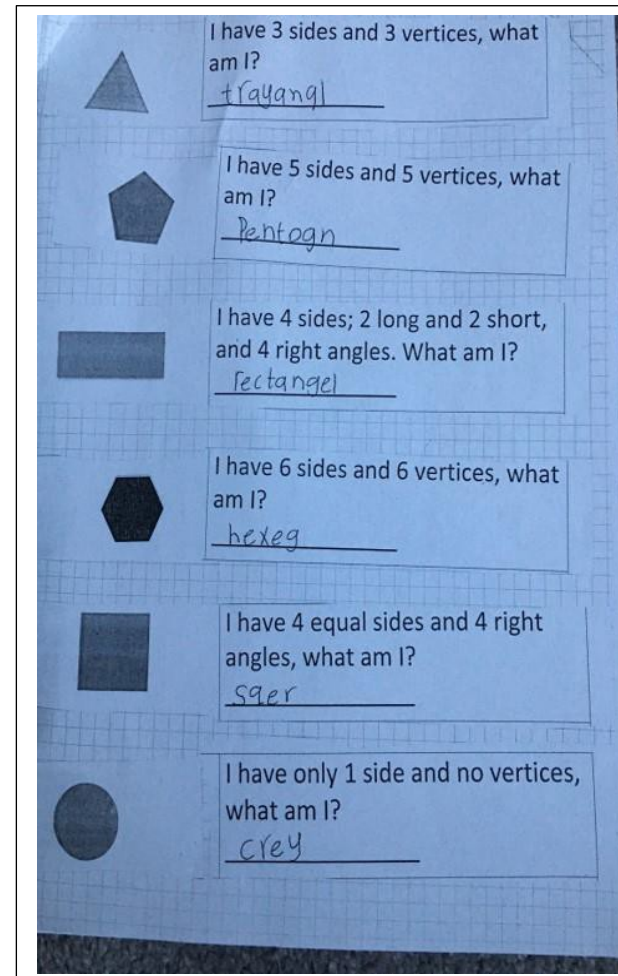 I have 3 sides and 3 vertices, what
am I?
trayangl
I have 5 sides and 5 vertices, what
am I?
Pentogn
I have 4 sides; 2 long and 2 short,
and 4 right angles. What am I?
rectangel
I have 6 sides and 6 vertices, what
am I?
hexeg
I have 4 equal sides and 4 right
angles, what am I?
sqer
I have only 1 side and no vertices,
what am I?
crey